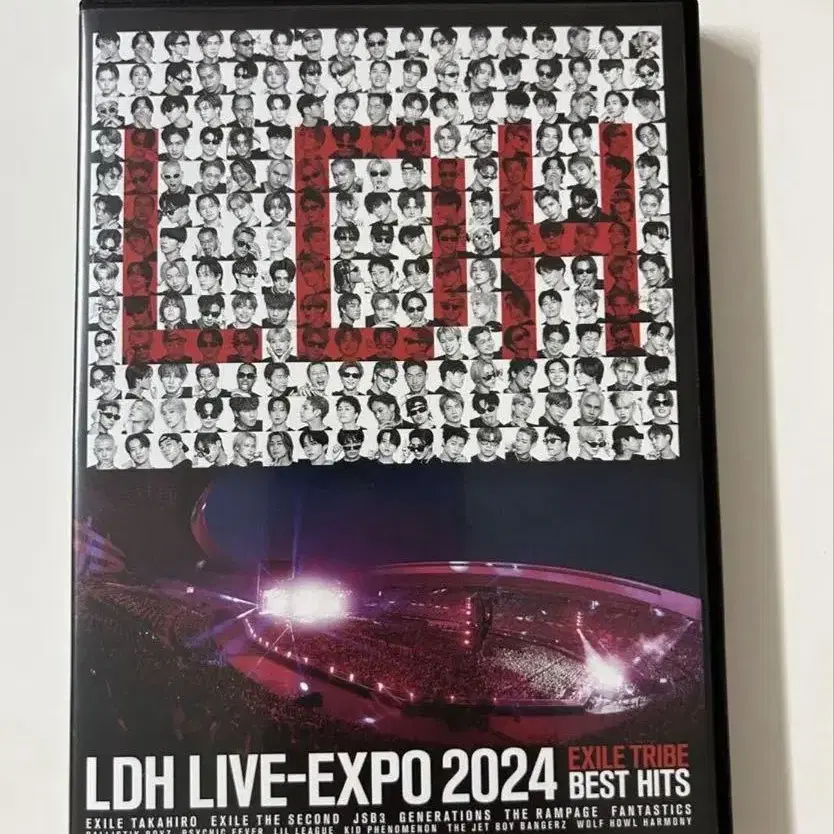 LDH
LDH LIVE-EXPO 2024 EXILE TRIBE BEST HITS
EXILE TAKAHIRO EXILE THE SECOND JSB3 GENERATIONS THE RAMPAGE FANTASTICS
BALLISTIK BOYZ PSYCHIC FEVER LIL LEAGUE KID PHENOMENON THE JET BOY BANGERZ WOLF HOWL HARMONY